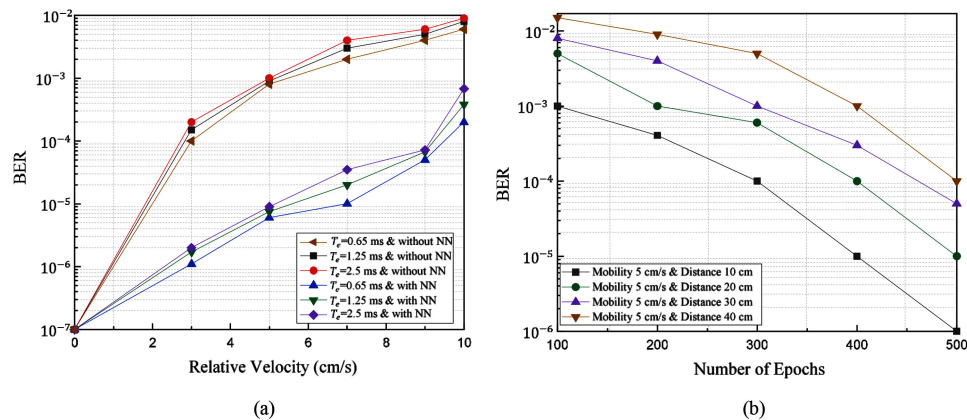 10⁻²
10⁻³
10⁻⁴
10⁻⁵
10⁻⁶
10⁻⁷
BER
0 2 4 6 8 10
Relative Velocity (cm/s)
Tₑ=0.65 ms & without NN
Tₑ=1.25 ms & without NN
Tₑ=2.5 ms & without NN
Tₑ=0.65 ms & with NN
Tₑ=1.25 ms & with NN
Tₑ=2.5 ms & with NN
(a)
10⁻²
10⁻³
10⁻⁴
10⁻⁵
10⁻⁶
BER
100 200 300 400 500
Number of Epochs
Mobility 5 cm/s & Distance 10 cm
Mobility 5 cm/s & Distance 20 cm
Mobility 5 cm/s & Distance 30 cm
Mobility 5 cm/s & Distance 40 cm
(b)